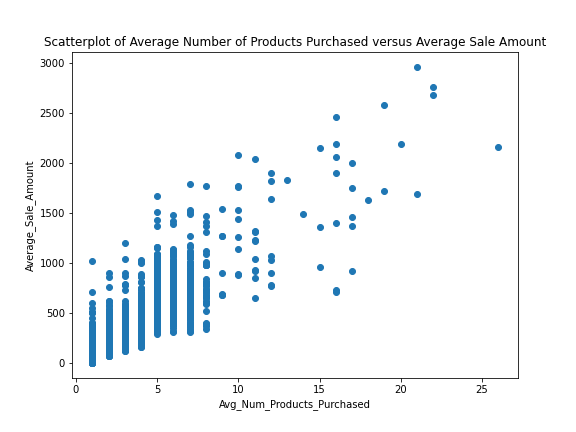 Scatterplot of Average Number of Products Purchased versus Average Sale Amount
3000
2500
2000
1500
1000
500
0
Average_Sale_Amount
0 5 10 15 20 25
Avg_Num_Products_Purchased